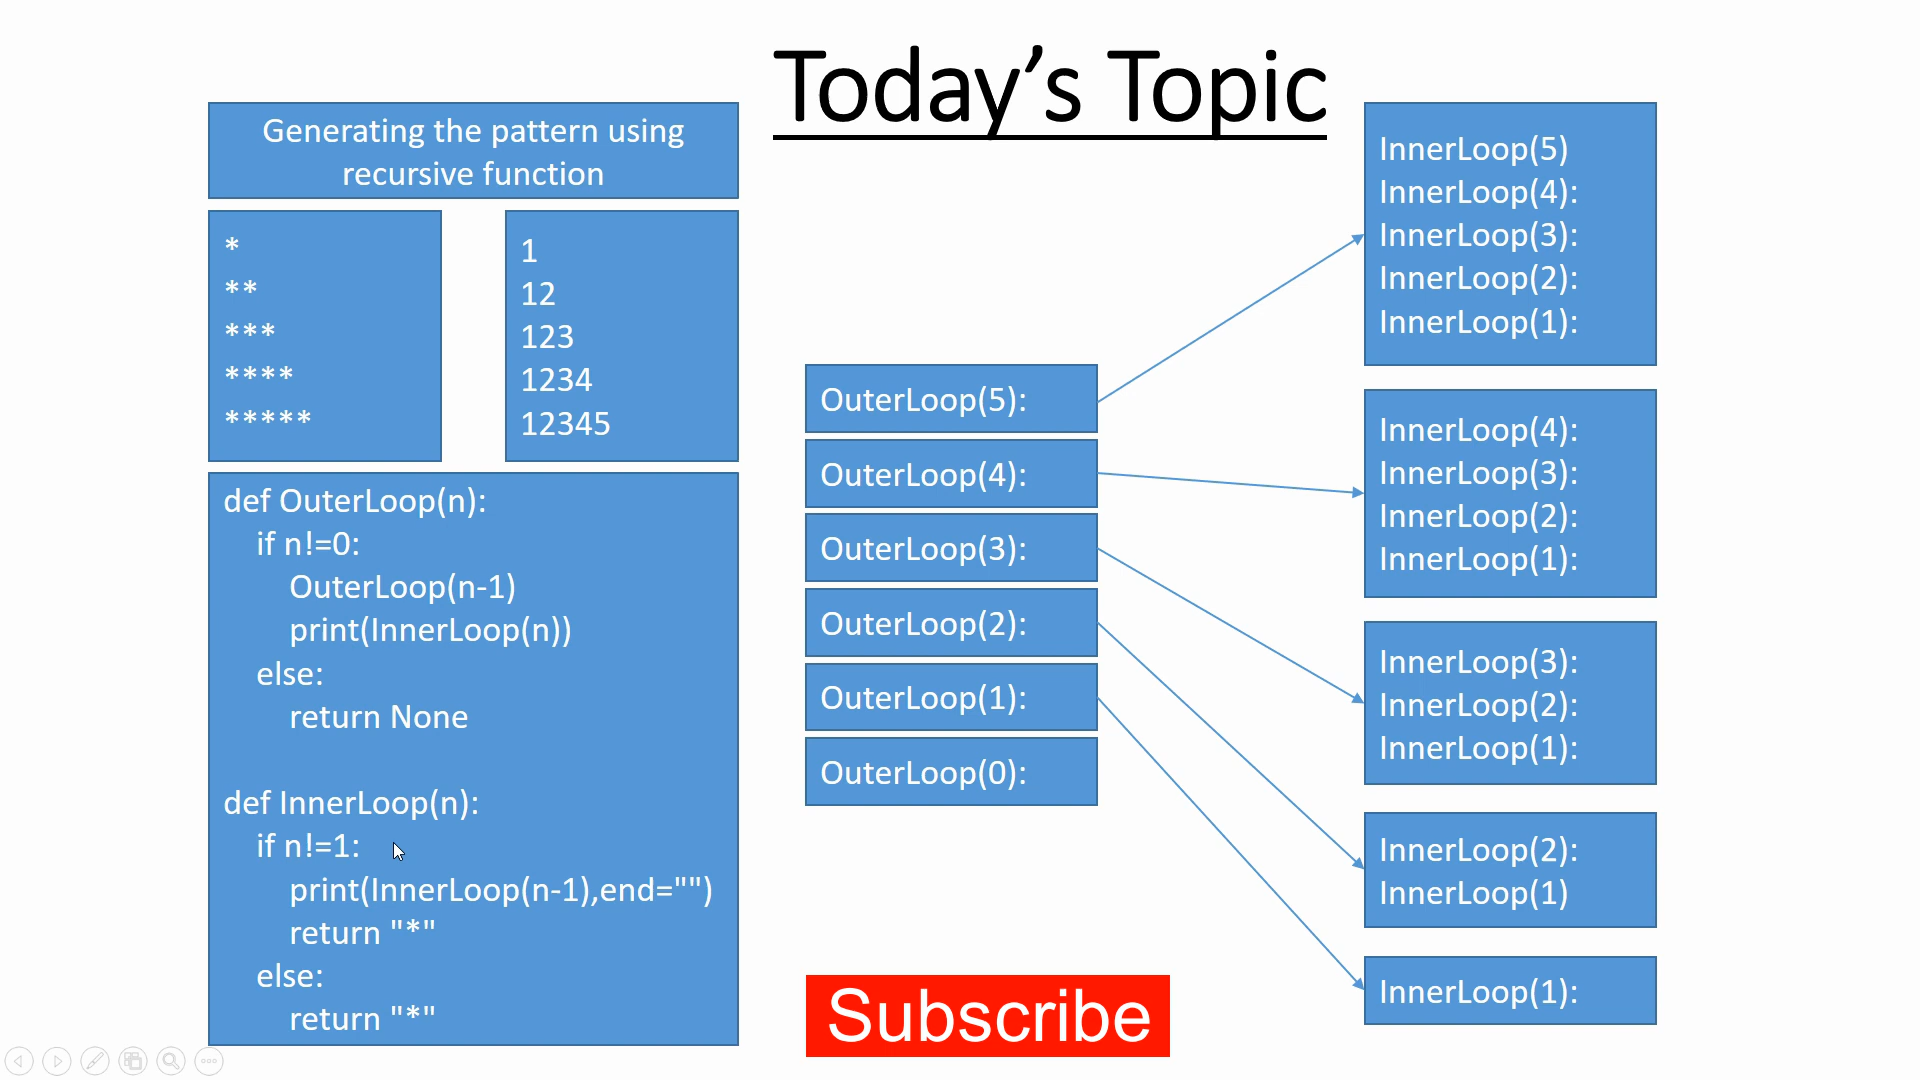 Today's Topic
Generating the pattern using
recursive function
*
**
***
****
*****
1
12
123
1234
12345
def OuterLoop(n):
    if n!=0:
        OuterLoop(n-1)
        print(InnerLoop(n))
    else:
        return None
def InnerLoop(n):
    if n!=1:
        print(InnerLoop(n-1),end="")
        return "*"
    else:
        return "*"
OuterLoop(5):
OuterLoop(4):
OuterLoop(3):
OuterLoop(2):
OuterLoop(1):
OuterLoop(0):
InnerLoop(5)
InnerLoop(4):
InnerLoop(3):
InnerLoop(2):
InnerLoop(1):
InnerLoop(4):
InnerLoop(3):
InnerLoop(2):
InnerLoop(1):
InnerLoop(3):
InnerLoop(2):
InnerLoop(1):
InnerLoop(2):
InnerLoop(1)
InnerLoop(1):
Subscribe